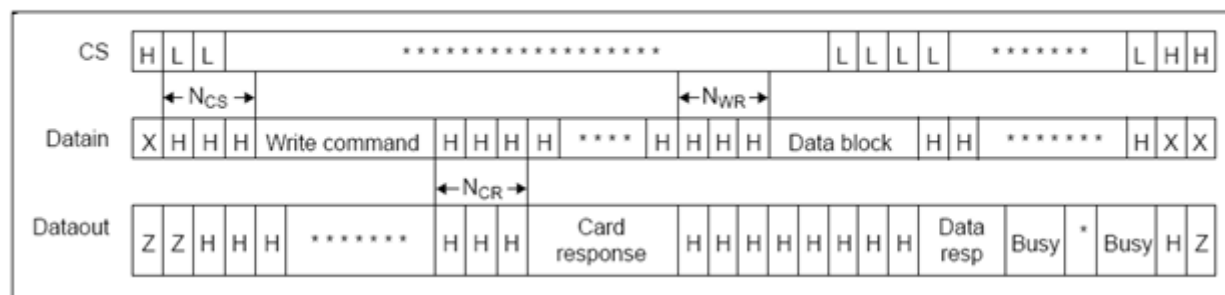 CS H L L * * * * * * * * * * * * * * * * * * L L L L * * * * * * * L H H
NCS NWR
Datain X H H H Write command H H H H * * * * H H H H Data block H H * * * * * * * H X X
NCR
Dataout Z Z H H H * * * * * * * H H H Card response H H H H H H H H Data resp Busy * Busy H Z